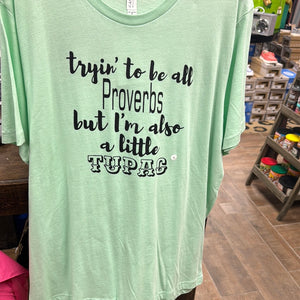 tryin' to be all
Proverbs
but I'm also
a little
TUPAC